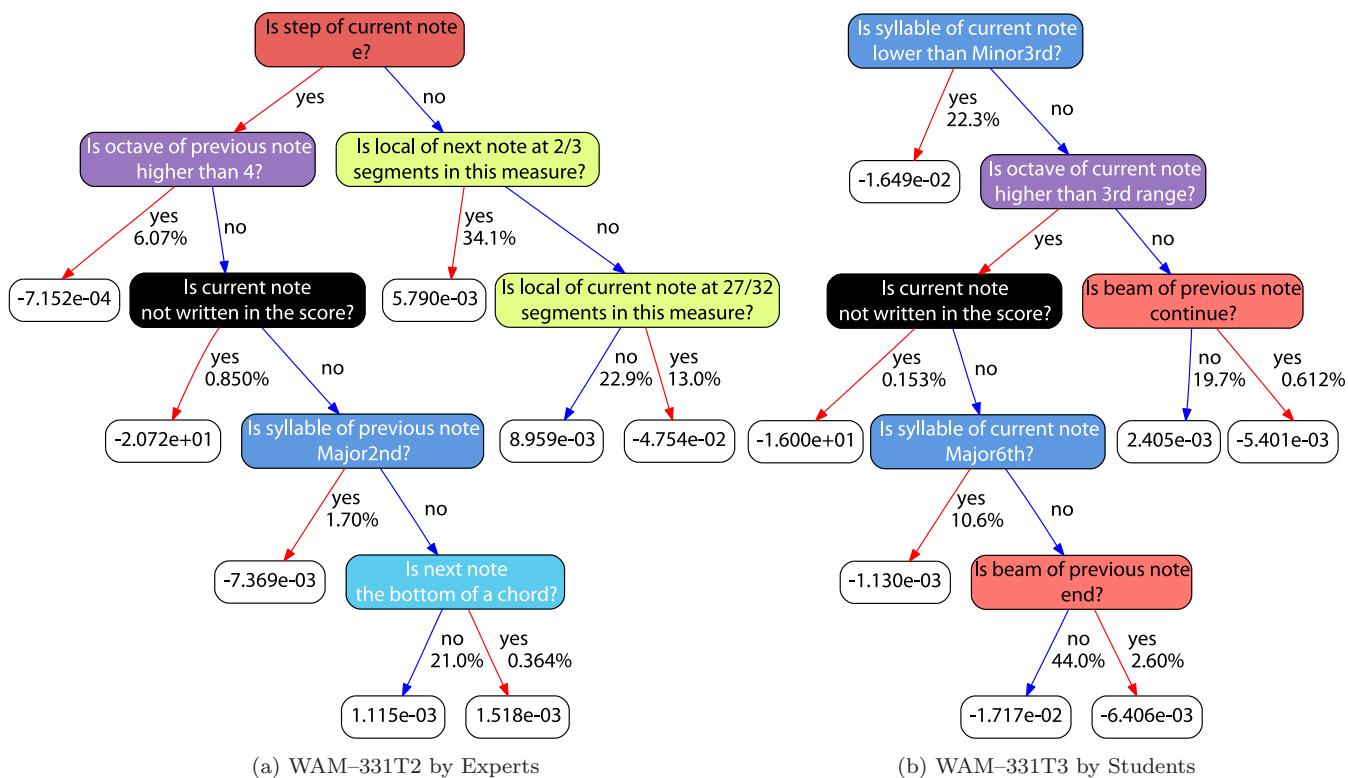 Is step of current note
e?
yes
no
Is octave of previous note
higher than 4?
Is local of next note at 2/3
segments in this measure?
yes
6.07%
no
yes
34.1%
no
-7.152e-04
Is current note
not written in the score?
5.790e-03
Is local of current note at 27/32
segments in this measure?
yes
0.850%
no
no
22.9%
yes
13.0%
-2.072e+01
Is syllable of previous note
Major2nd?
8.959e-03
-4.754e-02
yes
1.70%
no
-7.369e-03
Is next note
the bottom of a chord?
no
21.0%
yes
0.364%
1.115e-03
1.518e-03
(a) WAM–331T2 by Experts
Is syllable of current note
lower than Minor3rd?
yes
22.3%
no
-1.649e-02
Is octave of current note
higher than 3rd range?
yes
no
Is current note
not written in the score?
Is beam of previous note
continue?
yes
0.153%
no
no
19.7%
yes
0.612%
-1.600e+01
Is syllable of current note
Major6th?
2.405e-03
-5.401e-03
yes
10.6%
no
-1.130e-03
Is beam of previous note
end?
no
44.0%
yes
2.60%
-1.717e-02
-6.406e-03
(b) WAM–331T3 by Students